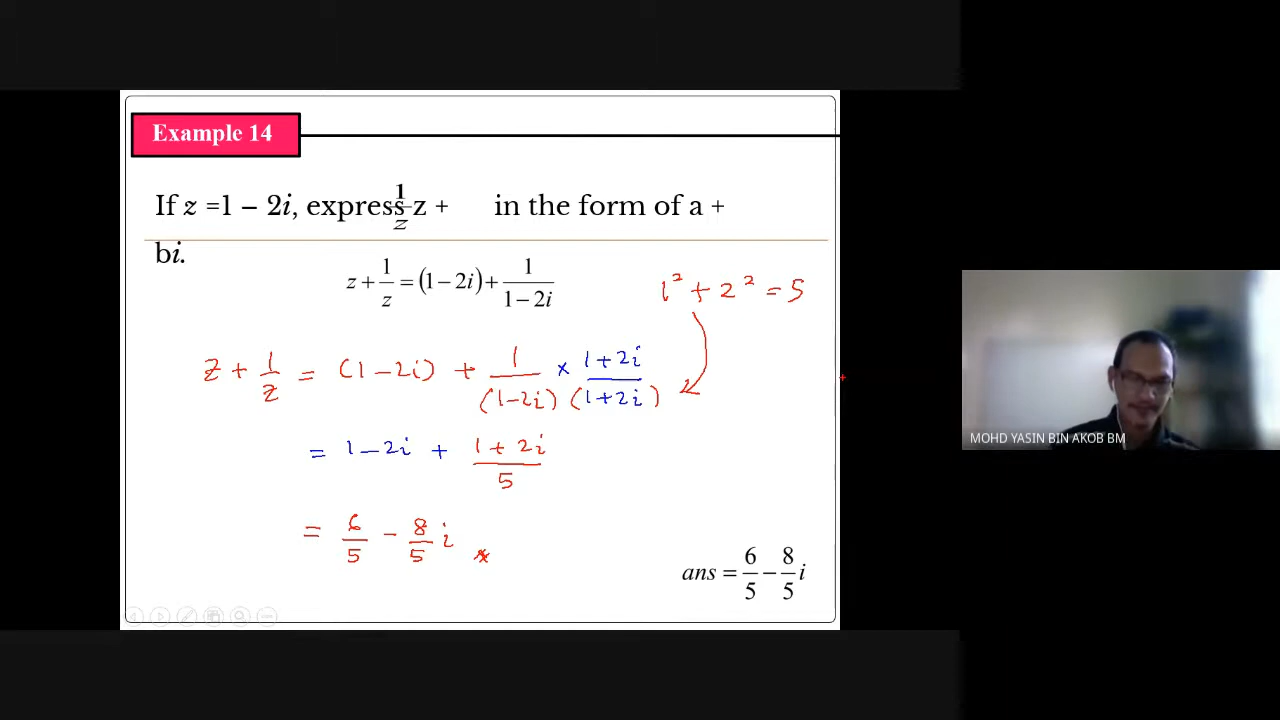 Example 14
If z =1 – 2i, express z + 1/z in the form of a +
bi.
z + 1/z = (1 – 2i) + 1/(1 – 2i)
1² + 2² = 5
z + 1/z = (1 – 2i) + 1/(1–2i) × (1+2i)/(1+2i)
= 1 – 2i + (1 + 2i)/5
= 6/5 – 8/5 i
ans = 6/5 – 8/5 i
MOHD YASIN BIN AKOB BM